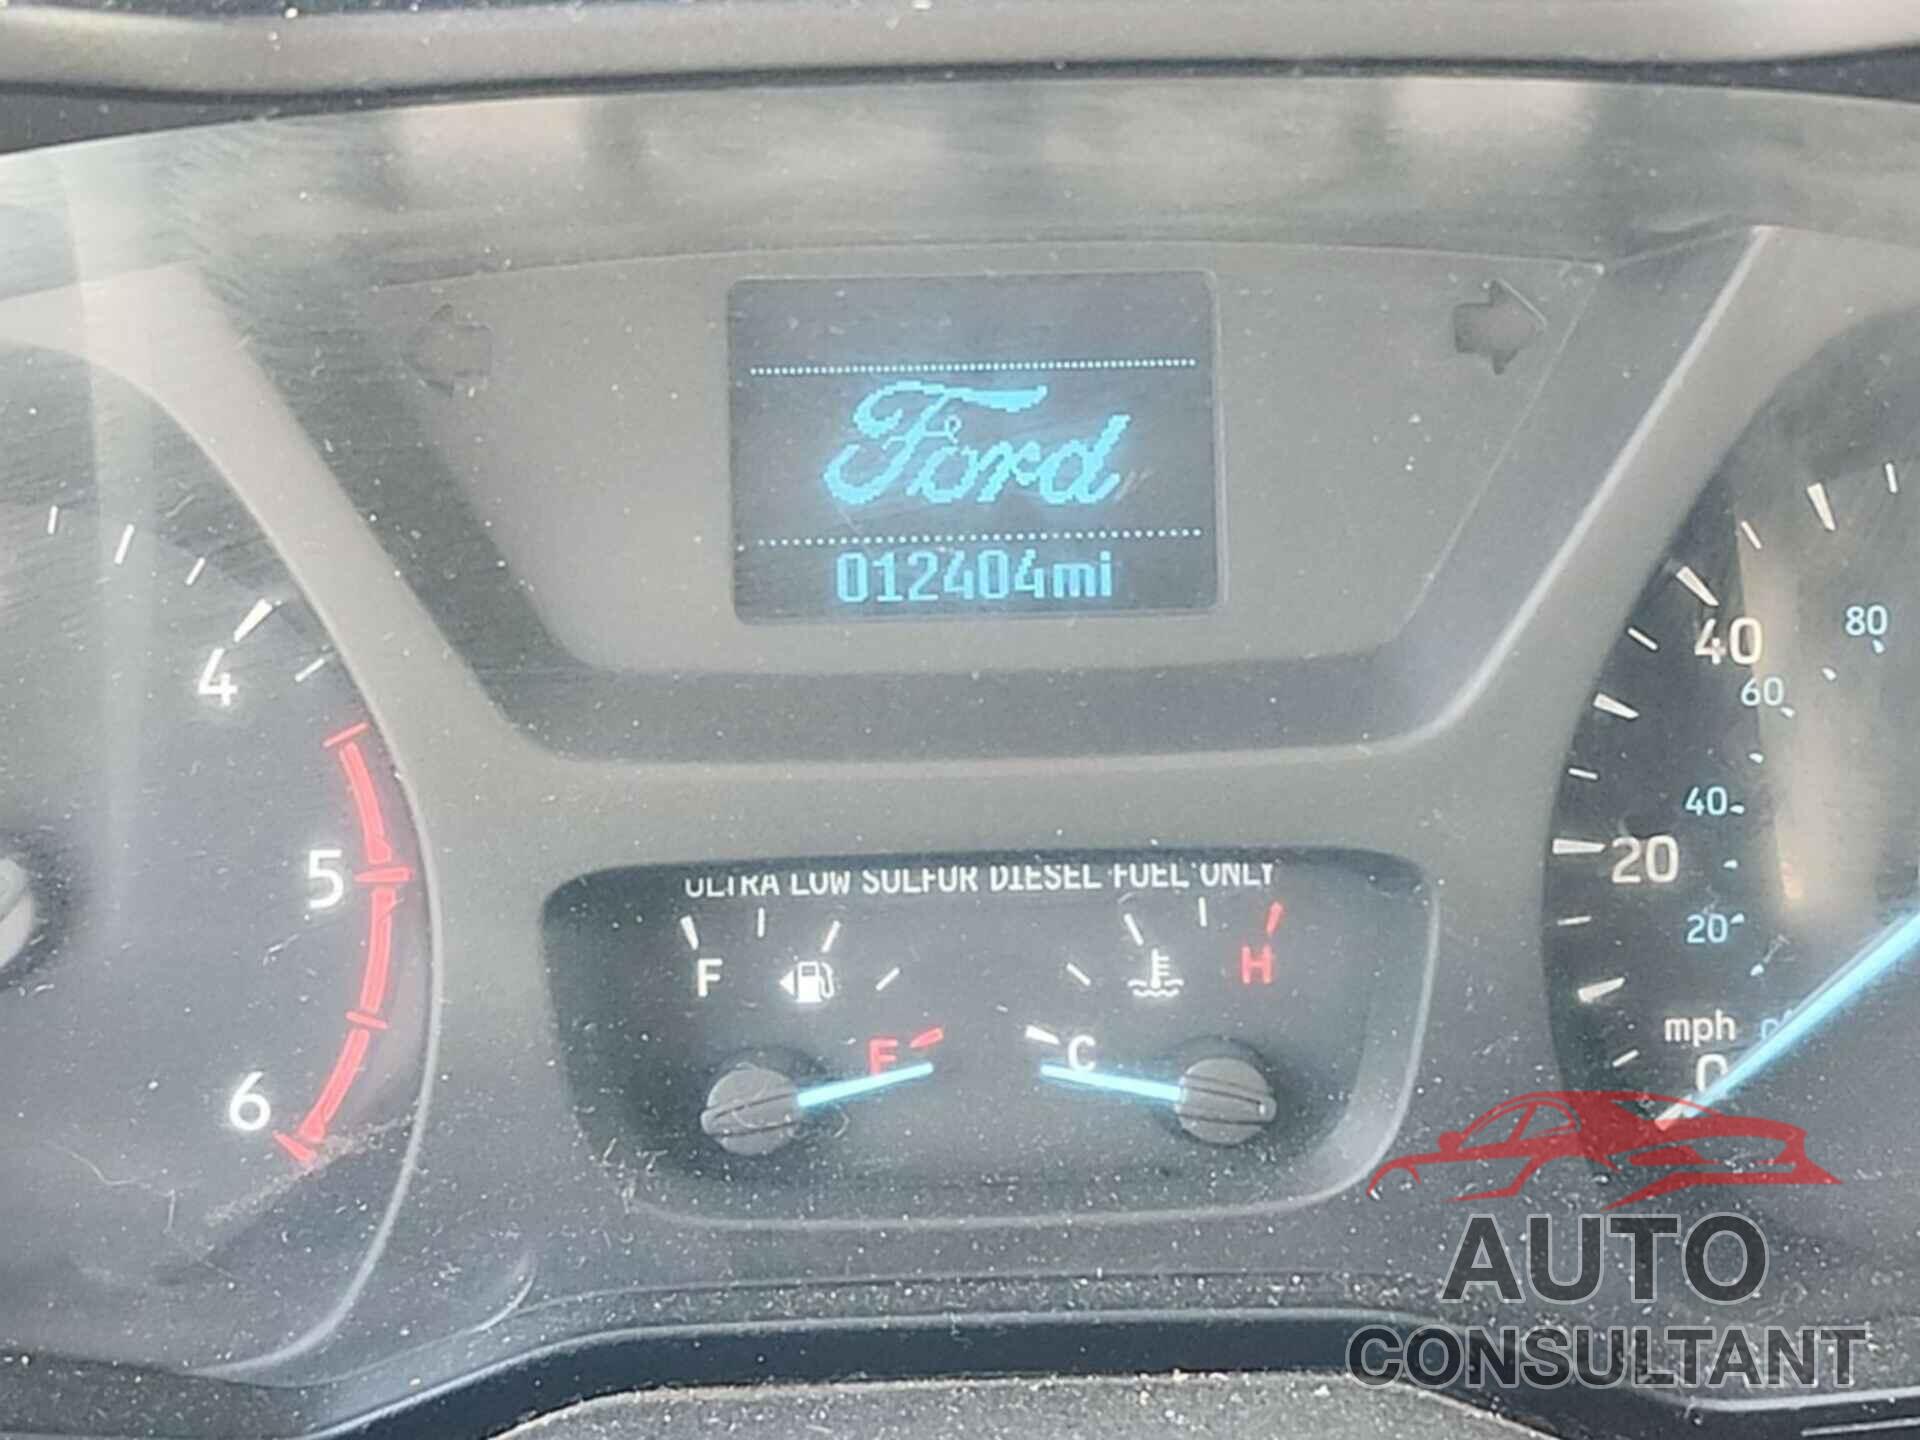 Ford
012404mi
4
5
6
ULTRA LOW SULFUR DIESEL FUEL ONLY
F
H
E
C
80
40
60
40
20
20
mph
0
AUTO
CONSULTANT